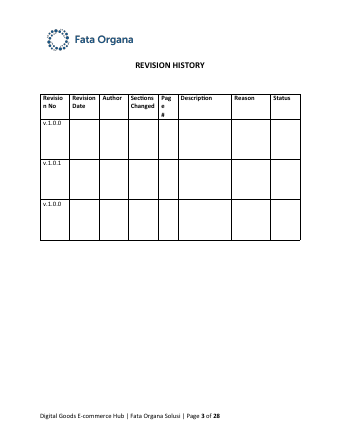 Fata Organa
REVISION HISTORY
Revisio Revision Author Sections Pag Description Reason Status
n No Date Changed e
#
v.1.0.0
v.1.0.1
v.1.0.0
Digital Goods E-commerce Hub | Fata Organa Solusi | Page 3 of 28